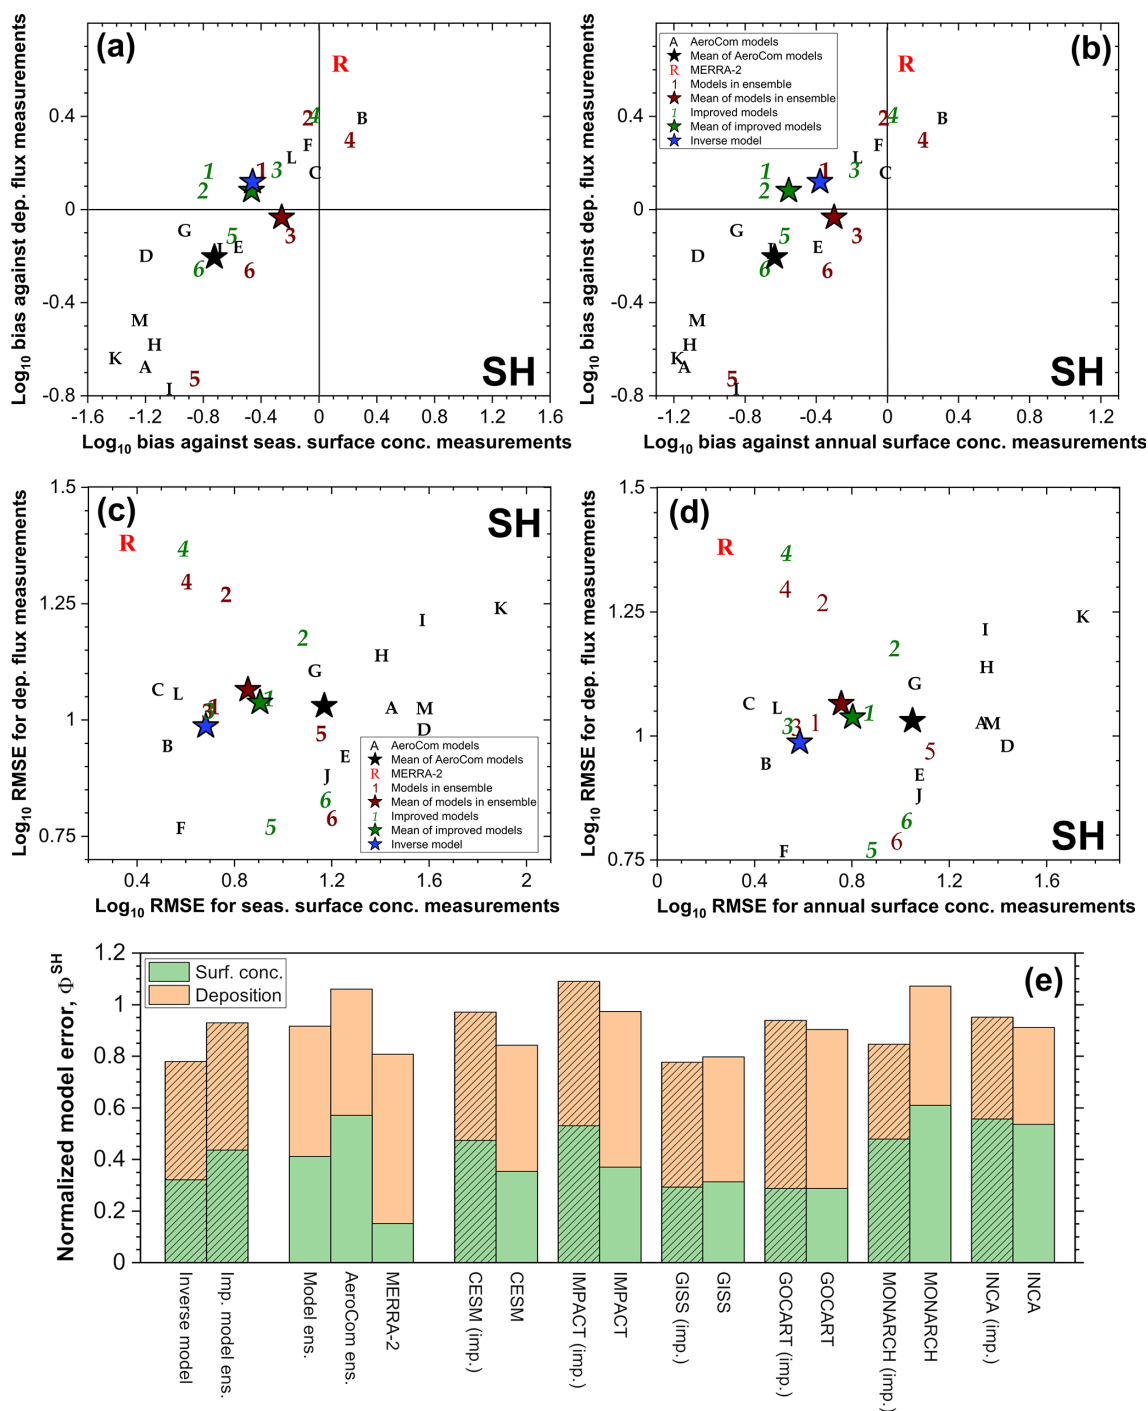 (a)
R
0.4
2
4
B
4
F
L
C
1
3
1
2
0
G
5
3
D
J
E
6
6
-0.4
M
H
K
A
5
I
SH
-0.8
-1.6
-1.2
-0.8
-0.4
0
0.4
0.8
1.2
1.6
Log10 bias against dep. flux measurements
Log10 bias against seas. surface conc. measurements
(b)
A AeroCom models
Mean of AeroCom models
R MERRA-2
1 Models in ensemble
Mean of models in ensemble
1 Improved models
Mean of improved models
Inverse model
R
0.4
2
4
B
4
F
L
C
1
1
3
2
0
G
5
3
D
J
E
6
6
-0.4
M
H
K
A
5
I
SH
-0.8
-1.2
-0.8
-0.4
0
0.4
0.8
1.2
Log10 bias against dep. flux measurements
Log10 bias against annual surface conc. measurements
1.5
(c)
SH
R
4
4
2
1.25
K
I
2
H
G
C
L
1
3
3
1
A
M
D
5
1
B
E
J
6
6
5
F
0.75
A AeroCom models
Mean of AeroCom models
R MERRA-2
1 Models in ensemble
Mean of models in ensemble
1 Improved models
Mean of improved models
Inverse model
0.4
0.8
1.2
1.6
2
Log10 RMSE for dep. flux measurements
Log10 RMSE for seas. surface conc. measurements
1.5
(d)
R
4
4
2
1.25
K
I
2
H
G
C
L
3
3
1
1
A
M
D
5
1
B
E
J
6
6
5
F
SH
0.75
0
0.4
0.8
1.2
1.6
Log10 RMSE for dep. flux measurements
Log10 RMSE for annual surface conc. measurements
(e)
Surf. conc.
Deposition
1.2
1
0.8
0.6
0.4
0.2
0
Normalized model error, Φ^SH
Inverse model
Imp. model ens.
Model ens.
AeroCom ens.
MERRA-2
CESM (imp.)
CESM
IMPACT (imp.)
IMPACT
GISS (imp.)
GISS
GOCART (imp.)
GOCART
MONARCH (imp.)
MONARCH
INCA (imp.)
INCA